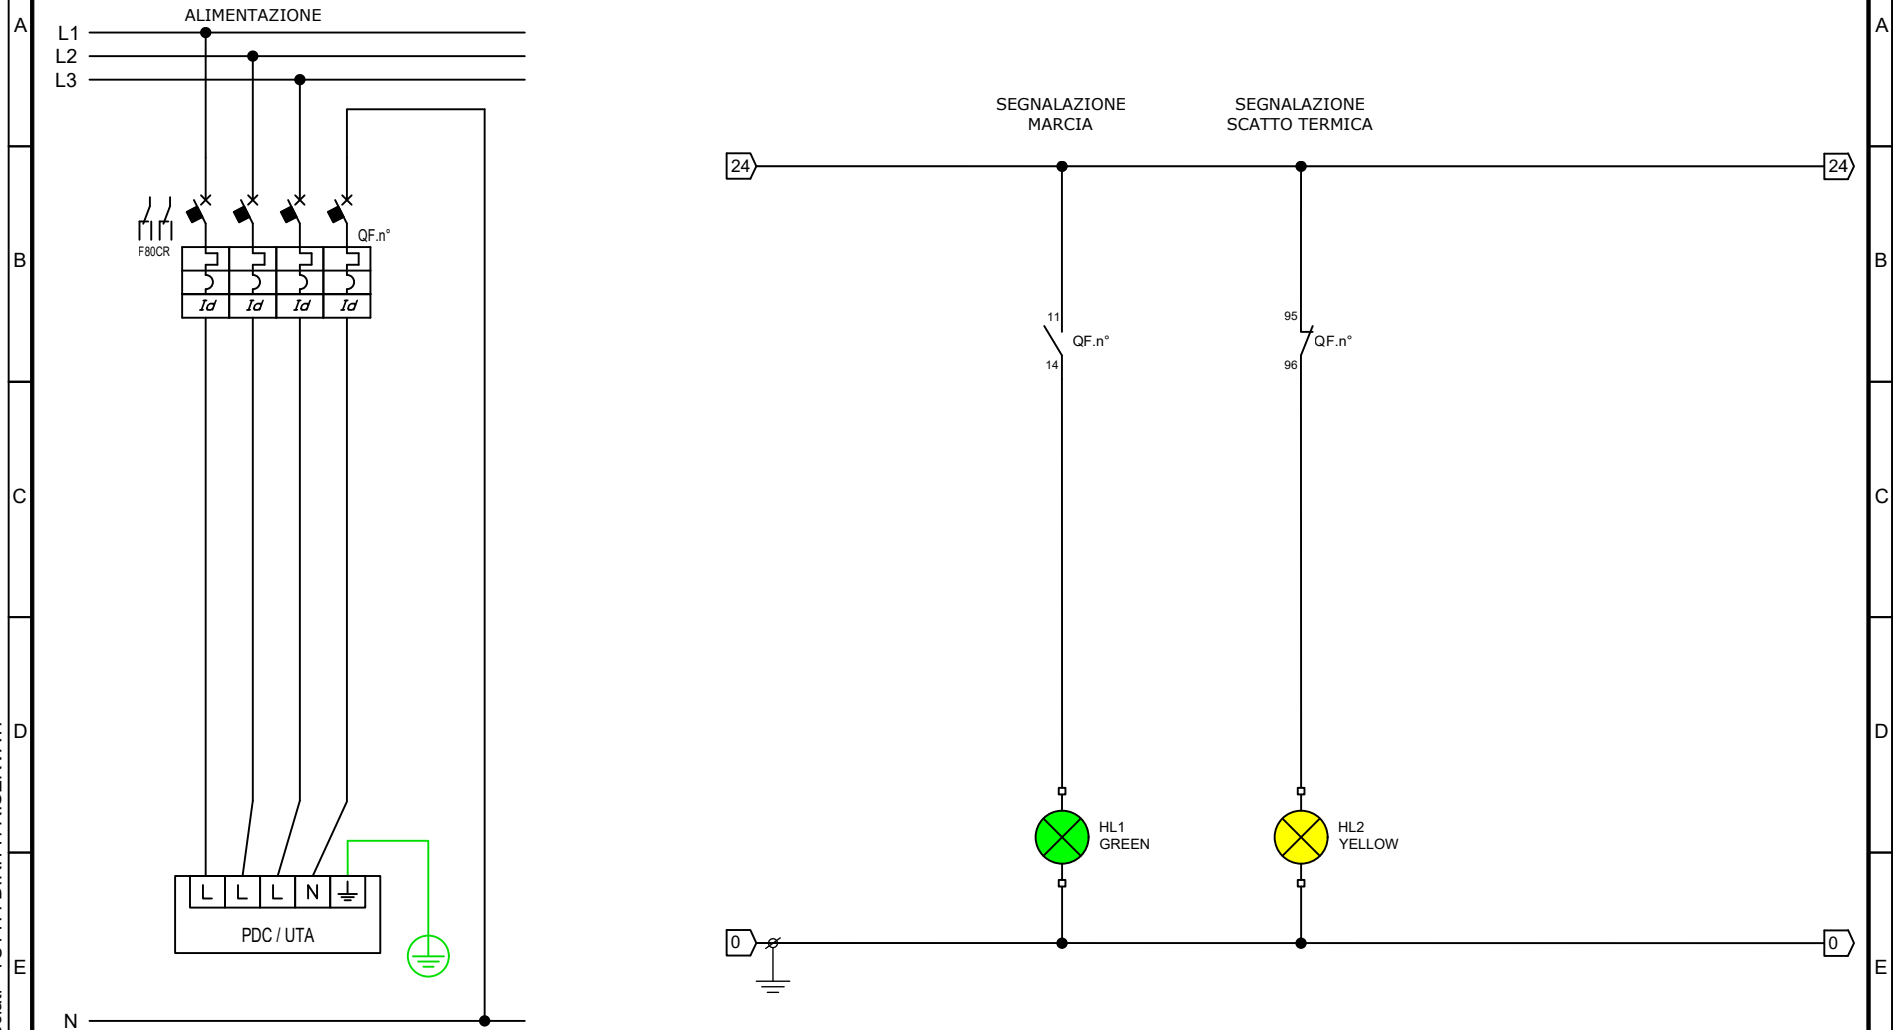 ALIMENTAZIONE
A
A
L1
L2
L3
SEGNALAZIONE
MARCIA
SEGNALAZIONE
SCATTO TERMICA
24
24
QF.n°
F80CR
B
B
Id
Id
Id
Id
11
QF.n°
14
95
QF.n°
96
C
C
D
D
HL1
GREEN
HL2
YELLOW
L
L
L
N
PDC / UTA
0
0
E
E
N